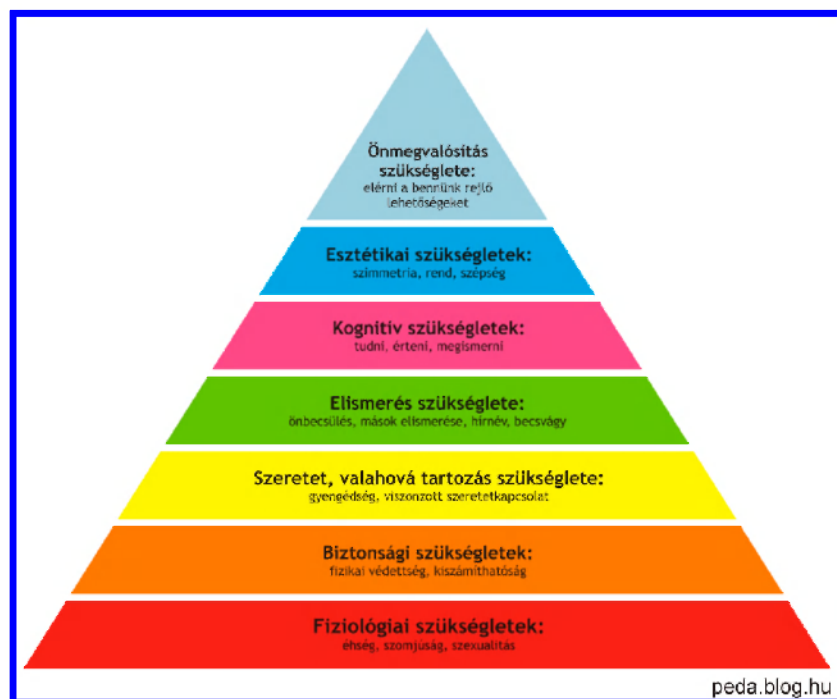 Önmegvalósítás
szükséglete:
elérni a bennünk rejlő
lehetőségeket
Esztétikai szükségletek:
szimmetria, rend, szépség
Kognitív szükségletek:
tudni, érteni, megismerni
Elismerés szükséglete:
önbecsülés, mások elismerése, hírnév, becsvágy
Szeretet, valahová tartozás szükséglete:
gyengédség, viszonzott szeretetkapcsolat
Biztonsági szükségletek:
fizikai védettség, kiszámíthatóság
Fiziológiai szükségletek:
éhség, szomjúság, szexualitás
peda.blog.hu